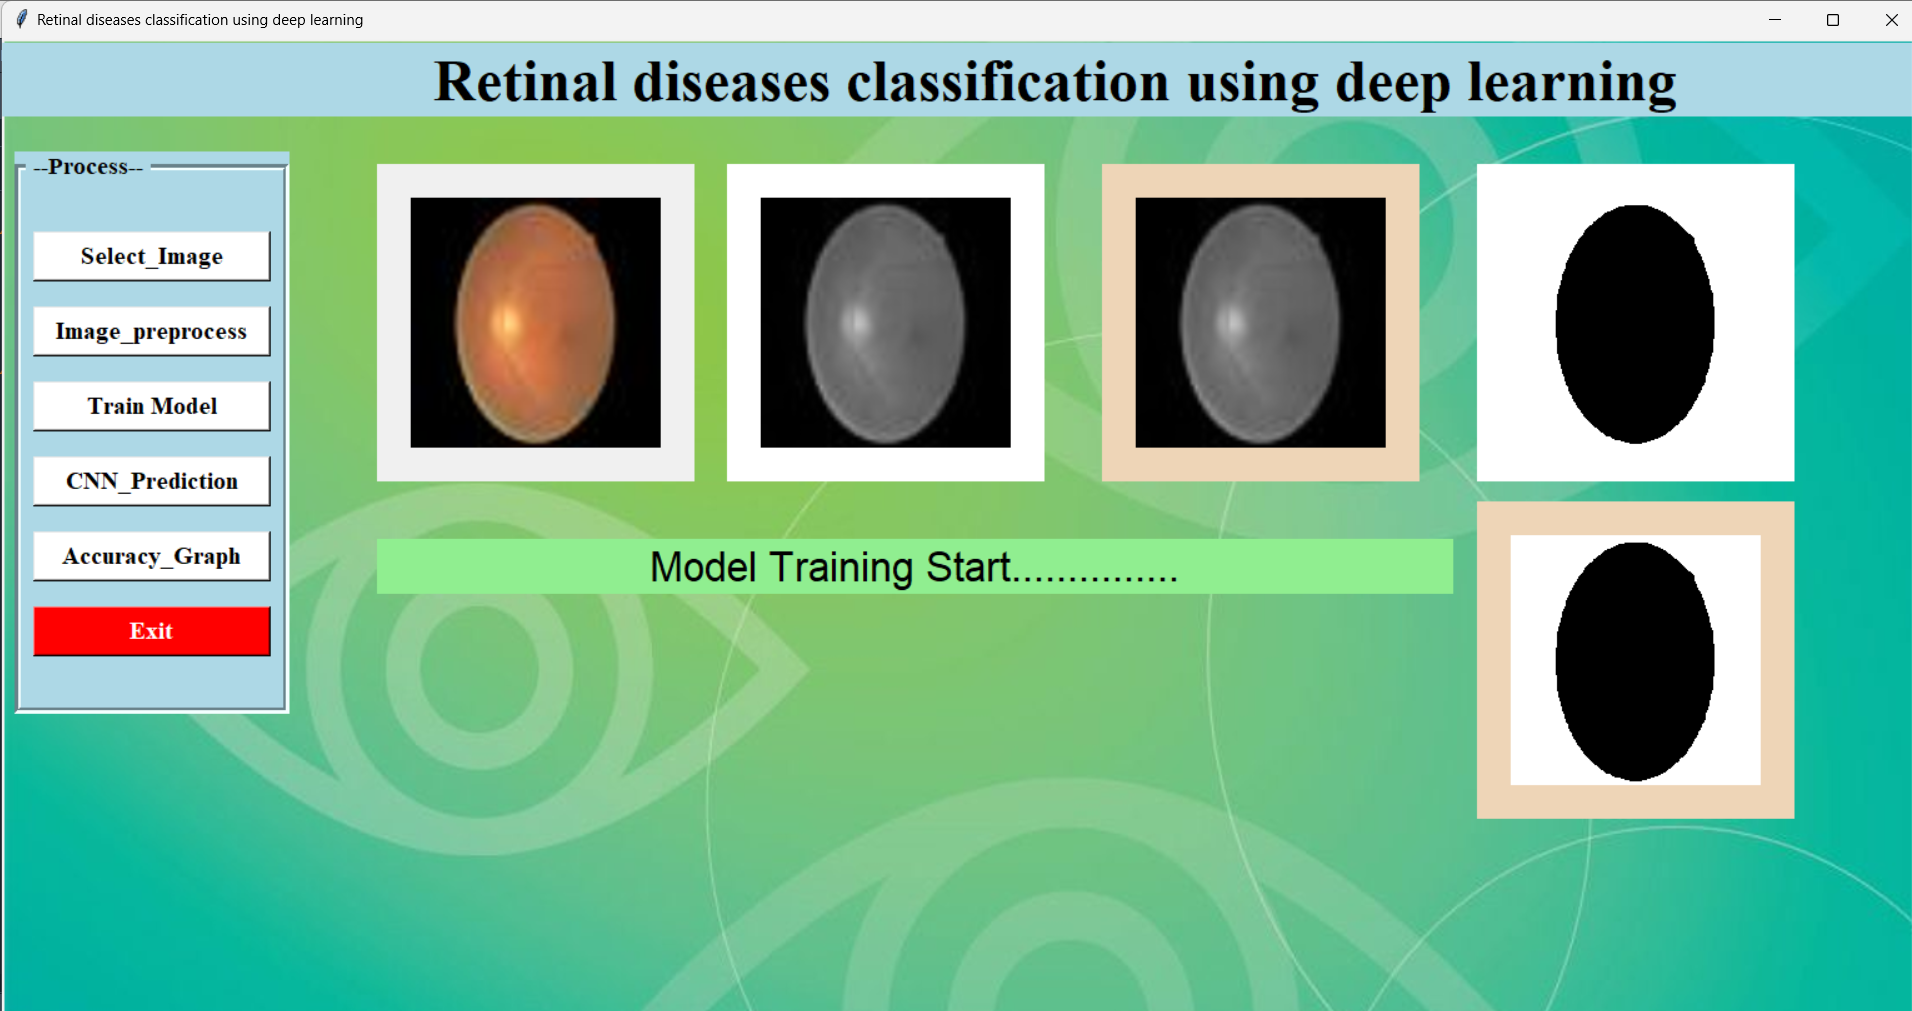 Retinal diseases classification using deep learning
Retinal diseases classification using deep learning
--Process--
Select_Image
Image_preprocess
Train Model
CNN_Prediction
Accuracy_Graph
Exit
Model Training Start...............